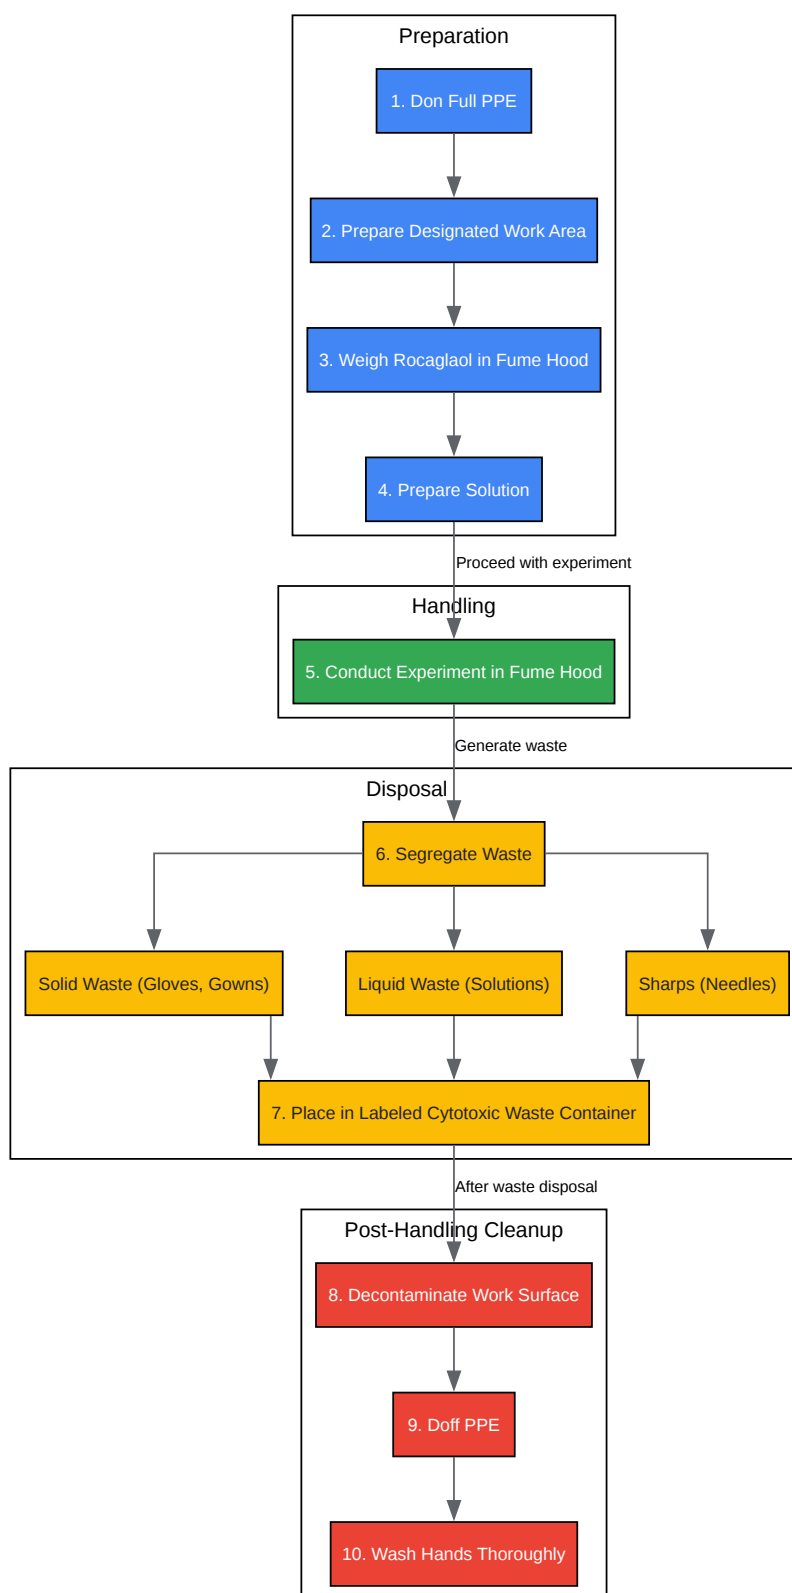 Preparation
1. Don Full PPE
2. Prepare Designated Work Area
3. Weigh Rocaglaol in Fume Hood
4. Prepare Solution
Proceed with experiment
Handling
5. Conduct Experiment in Fume Hood
Generate waste
Disposal
6. Segregate Waste
Solid Waste (Gloves, Gowns)
Liquid Waste (Solutions)
Sharps (Needles)
7. Place in Labeled Cytotoxic Waste Container
After waste disposal
Post-Handling Cleanup
8. Decontaminate Work Surface
9. Doff PPE
10. Wash Hands Thoroughly